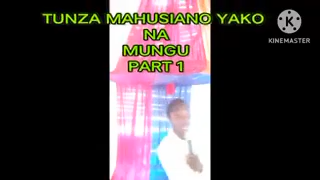 TUNZA MAHUSIANO YAKO
NA
MUNGU
PART 1
KINEMASTER